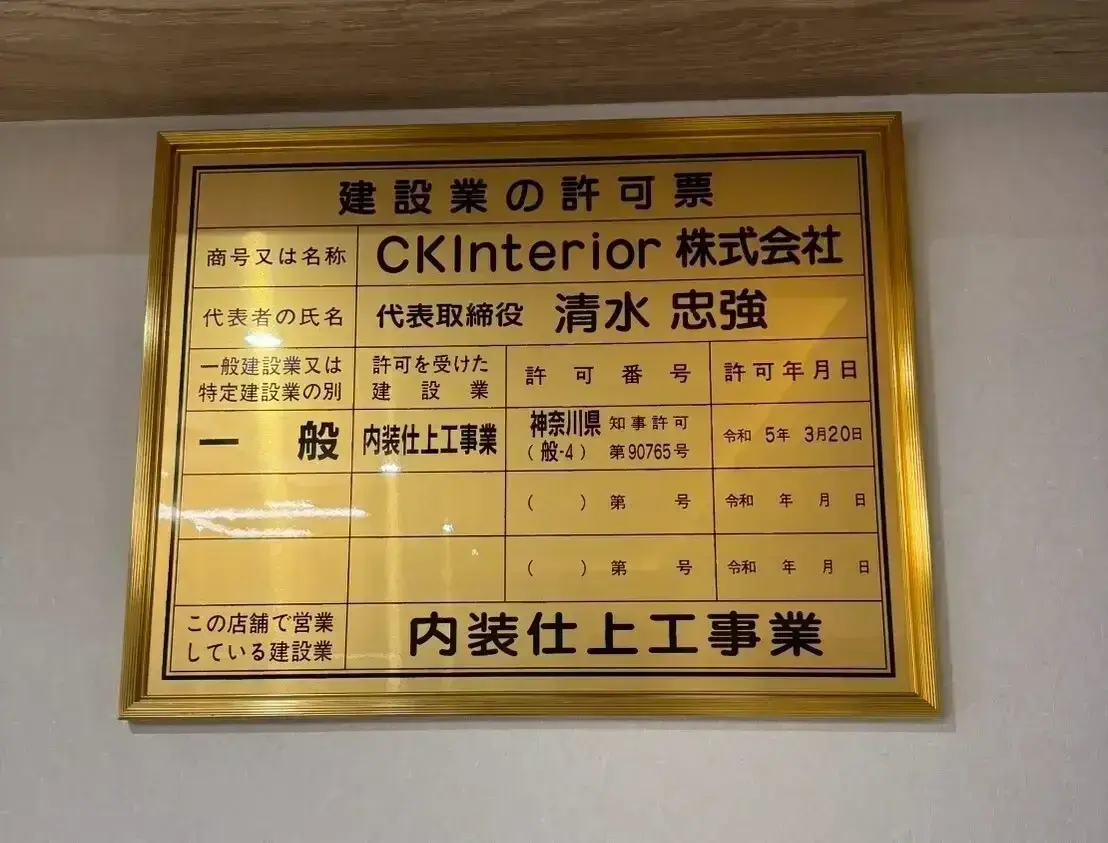 建設業の許可票
商号又は名称 CKInterior 株式会社
代表者の氏名 代表取締役 清水 忠強
一般建設業又は
特定建設業の別
許可を受けた
建設業
許可番号
許可年月日
一般
内装仕上工事業
神奈川県 知事許可
(般-4) 第90765号
令和 5年 3月20日
( ) 第 号
令和 年 月 日
( ) 第 号
令和 年 月 日
この店舗で営業
している建設業
内装仕上工事業